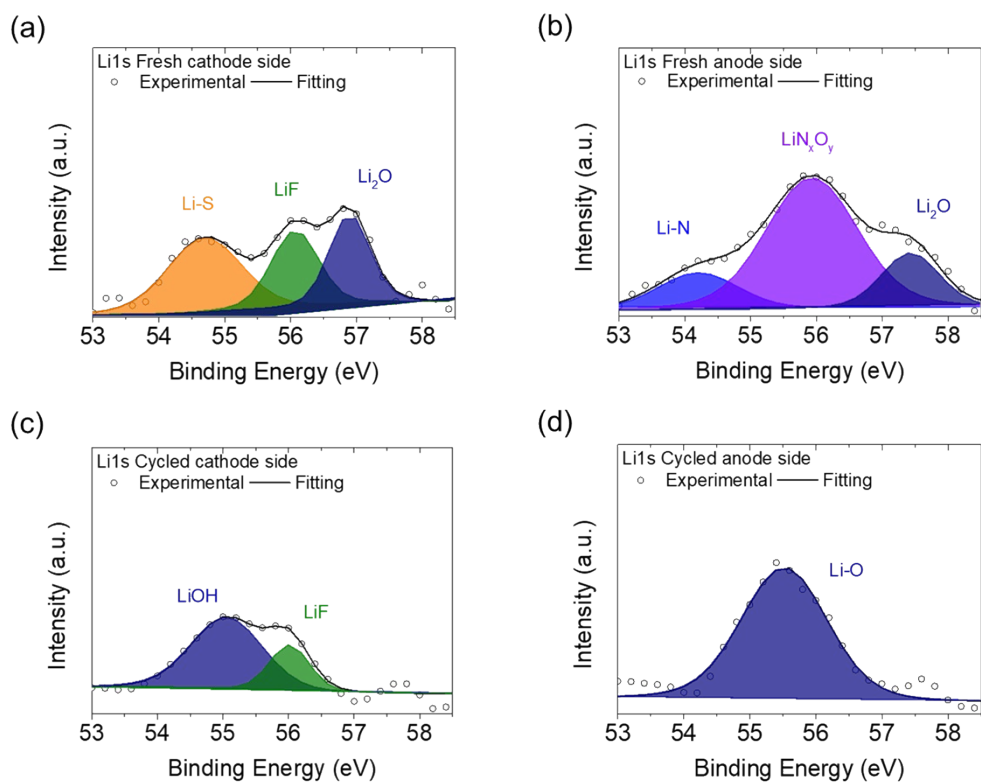 (a)
Li1s Fresh cathode side
Experimental Fitting
Li-S
LiF
Li₂O
Intensity (a.u.)
53 54 55 56 57 58
Binding Energy (eV)
(b)
Li1s Fresh anode side
Experimental Fitting
LiNₓOᵧ
Li-N
Li₂O
Intensity (a.u.)
53 54 55 56 57 58
Binding Energy (eV)
(c)
Li1s Cycled cathode side
Experimental Fitting
LiOH
LiF
Intensity (a.u.)
53 54 55 56 57 58
Binding Energy (eV)
(d)
Li1s Cycled anode side
Experimental Fitting
Li-O
Intensity (a.u.)
53 54 55 56 57 58
Binding Energy (eV)